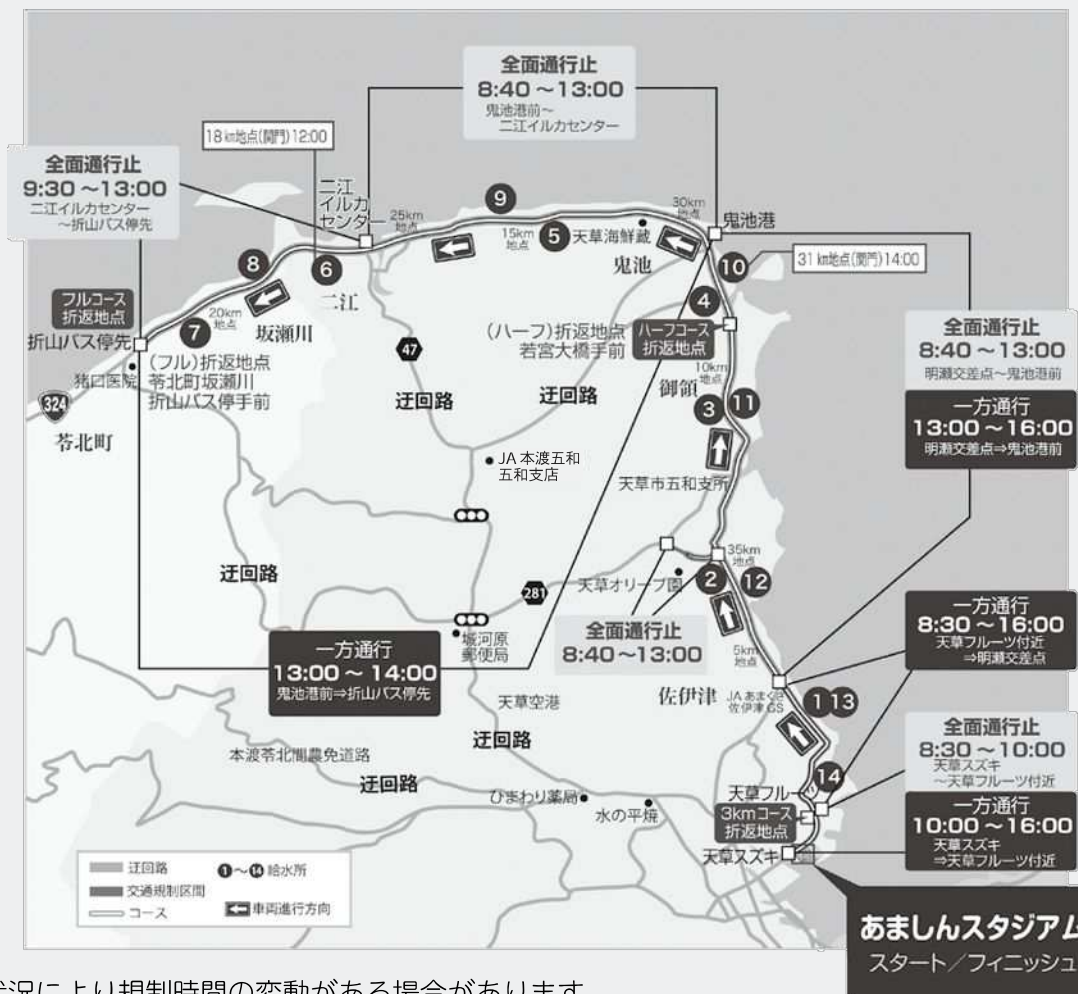 全面通行止
8:40～13:00
鬼池港前～
二江イルカセンター
18km地点(関門)12:00
全面通行止
9:30～13:00
二江イルカセンター
～折山バス停先
二江
イルカ
センター
25km
地点
9
15km
地点
5
天草海鮮蔵
30km
地点
鬼池港
鬼池
10
31km地点(関門)14:00
8
6
二江
4
フルコース
折返地点
20km
地点
7
坂瀬川
折山バス停先
猪口医院
(フル)折返地点
苓北町坂瀬川
折山バス停手前
324
苓北町
47
迂回路
(ハーフ)折返地点
若宮大橋手前
ハーフコース
折返地点
迂回路
10km
地点
御領
3
11
全面通行止
8:40～13:00
明瀬交差点～鬼池港前
一方通行
13:00～16:00
明瀬交差点⇒鬼池港前
JA本渡五和
五和支店
天草市五和支所
35km
地点
迂回路
281
天草オリーブ園
2
12
全面通行止
8:40～13:00
5km
地点
一方通行
8:30～16:00
天草フルーツ付近
⇒明瀬交差点
城河原
郵便局
一方通行
13:00～14:00
鬼池港前⇒折山バス停先
佐伊津
JAあまくさ
佐伊津GS
1
13
天草空港
迂回路
全面通行止
8:30～10:00
天草スズキ
～天草フルーツ付近
本渡苓北間農免道路
迂回路
14
ひまわり薬局
水の平焼
天草フルーツ
3kmコース
折返地点
天草スズキ
一方通行
10:00～16:00
天草スズキ
⇒天草フルーツ付近
迂回路
❶～⓮給水所
交通規制区間
コース
車両進行方向
あましんスタジアム
スタート／フィニッシュ
状況により規制時間の変動がある場合があります